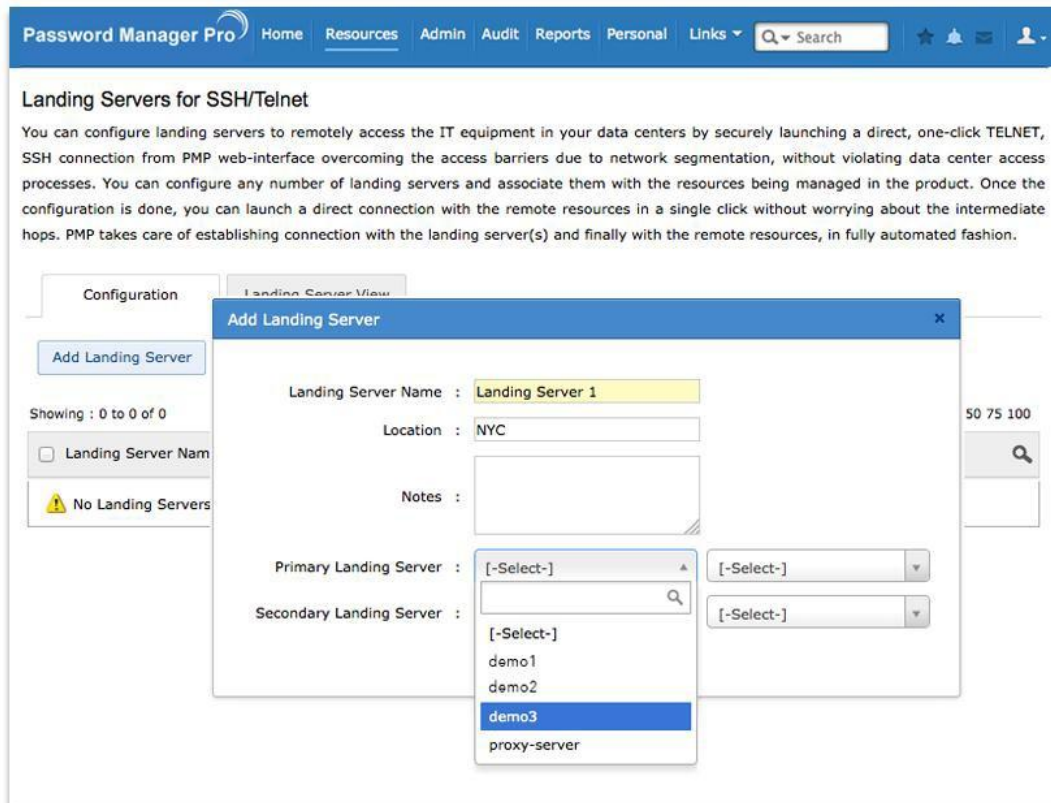 Password Manager Pro Home Resources Admin Audit Reports Personal Links Search
Landing Servers for SSH/Telnet
You can configure landing servers to remotely access the IT equipment in your data centers by securely launching a direct, one-click TELNET,
SSH connection from PMP web-interface overcoming the access barriers due to network segmentation, without violating data center access
processes. You can configure any number of landing servers and associate them with the resources being managed in the product. Once the
configuration is done, you can launch a direct connection with the remote resources in a single click without worrying about the intermediate
hops. PMP takes care of establishing connection with the landing server(s) and finally with the remote resources, in fully automated fashion.
Configuration Landing Server View
Add Landing Server
Showing : 0 to 0 of 0 50 75 100
Landing Server Nam
No Landing Servers
Add Landing Server
Landing Server Name : Landing Server 1
Location : NYC
Notes :
Primary Landing Server : [-Select-] [-Select-]
Secondary Landing Server : [-Select-]
[-Select-]
demo1
demo2
demo3
proxy-server